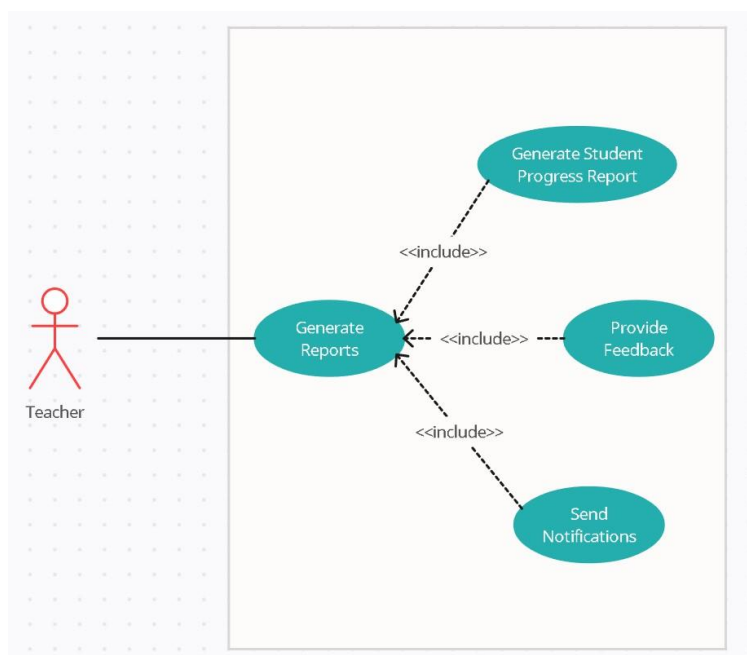 Generate Student
Progress Report
<<include>>
Generate
Reports
<<include>>
Provide
Feedback
Teacher
<<include>>
Send
Notifications